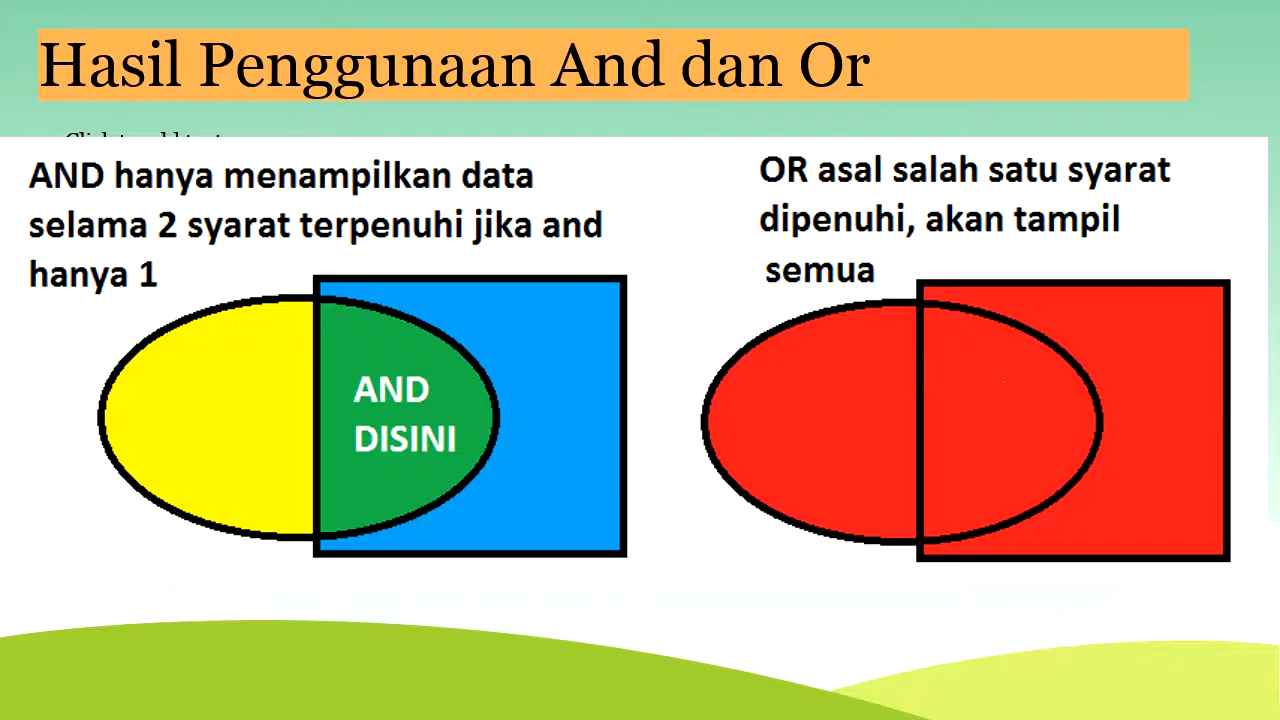 Hasil Penggunaan And dan Or
AND hanya menampilkan data
selama 2 syarat terpenuhi jika and
hanya 1
OR asal salah satu syarat
dipenuhi, akan tampil
semua
AND
DISINI